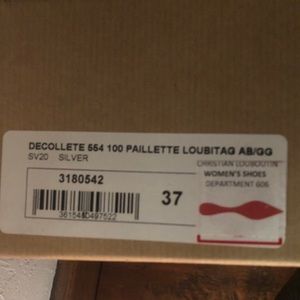 DECOLLETE 554 100 PAILLETTE LOUBITAG AB/GG
SV20 SILVER
3180542
37
CHRISTIAN LOUBOUTIN
WOMEN'S SHOES
DEPARTMENT 606